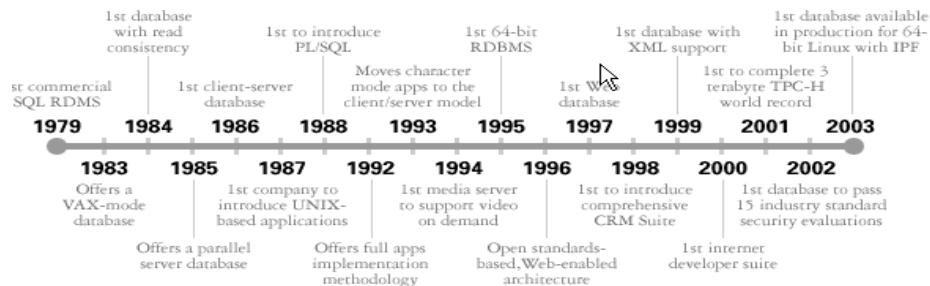 1st database
with read
consistency
1st to introduce
PL/SQL
1st 64-bit
RDBMS
1st database with
XML support
1st database available
in production for 64-
bit Linux with IPF
st commercial
SQL RDMS
1st client-server
database
Moves character
mode apps to the
client/server model
1st Web
database
1st to complete 3
terabyte TPC-H
world record
1979 1984 1986 1988 1993 1995 1997 1999 2001 2003
1983 1985 1987 1992 1994 1996 1998 2000 2002
Offers a
VAX-mode
database
1st company to
introduce UNIX-
based applications
1st media server
to support video
on demand
1st to introduce
comprehensive
CRM Suite
1st database to pass
15 industry standard
security evaluations
Offers a parallel
server database
Offers full apps
implementation
methodology
Open standards-
based,Web-enabled
architecture
1st internet
developer suite